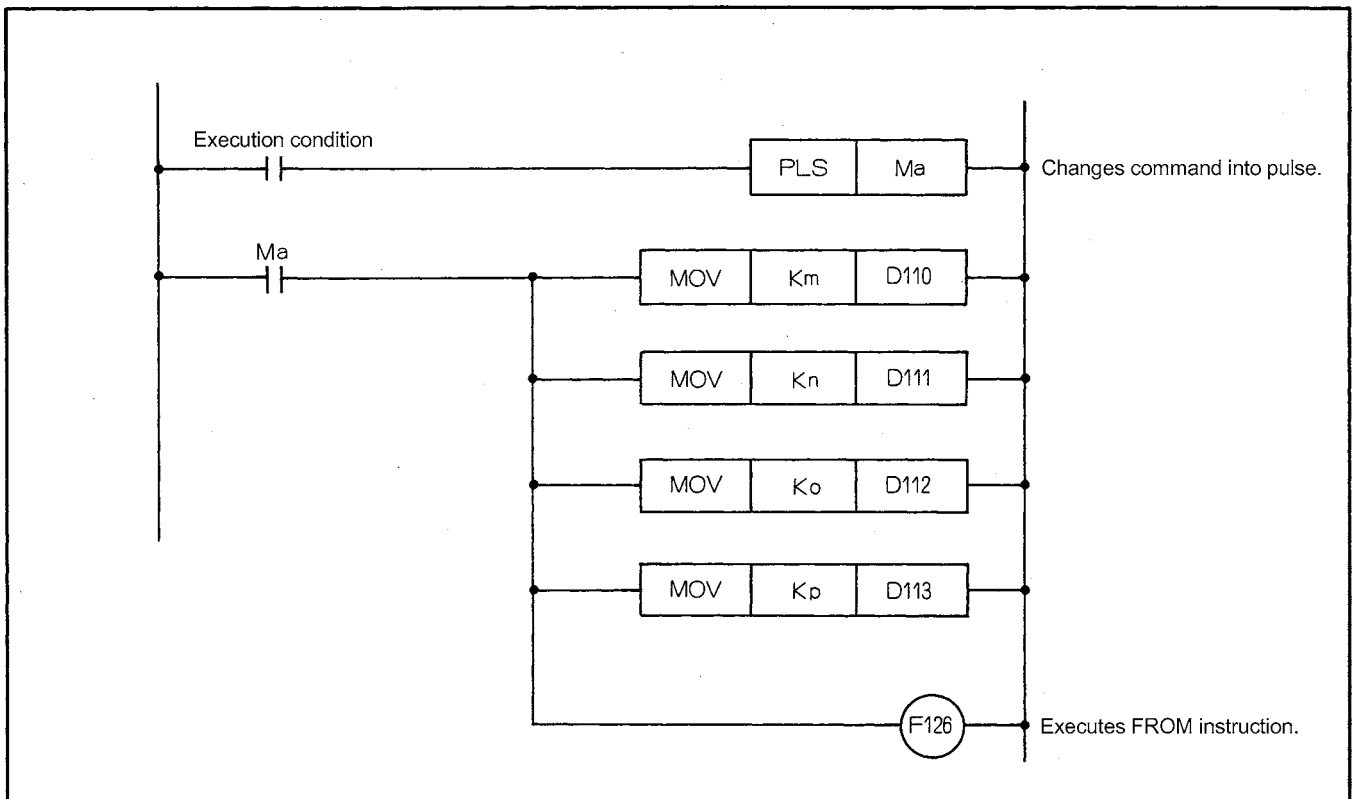 Execution condition
PLS Ma
Changes command into pulse.
Ma
MOV Km D110
MOV Kn D111
MOV Ko D112
MOV Kp D113
F126
Executes FROM instruction.